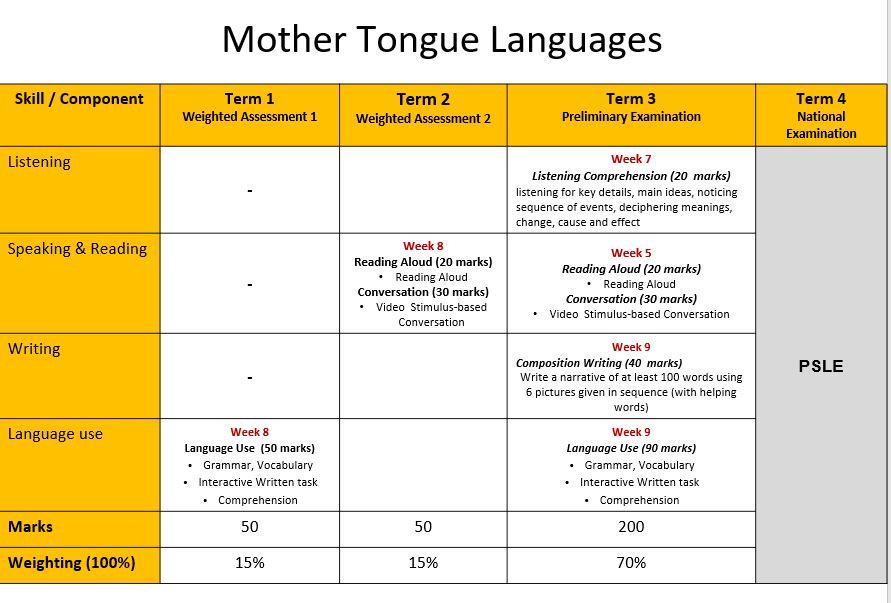 Mother Tongue Languages
Skill / Component
Term 1
Weighted Assessment 1
Term 2
Weighted Assessment 2
Term 3
Preliminary Examination
Term 4
National
Examination
Listening
-
Week 7
Listening Comprehension (20 marks)
listening for key details, main ideas, noticing
sequence of events, deciphering meanings,
change, cause and effect
Speaking & Reading
-
Week 8
Reading Aloud (20 marks)
• Reading Aloud
Conversation (30 marks)
• Video Stimulus-based
Conversation
Week 5
Reading Aloud (20 marks)
• Reading Aloud
Conversation (30 marks)
• Video Stimulus-based Conversation
Writing
-
Week 9
Composition Writing (40 marks)
Write a narrative of at least 100 words using
6 pictures given in sequence (with helping
words)
PSLE
Language use
Week 8
Language Use (50 marks)
• Grammar, Vocabulary
• Interactive Written task
• Comprehension
Week 9
Language Use (90 marks)
• Grammar, Vocabulary
• Interactive Written task
• Comprehension
Marks
50
50
200
Weighting (100%)
15%
15%
70%